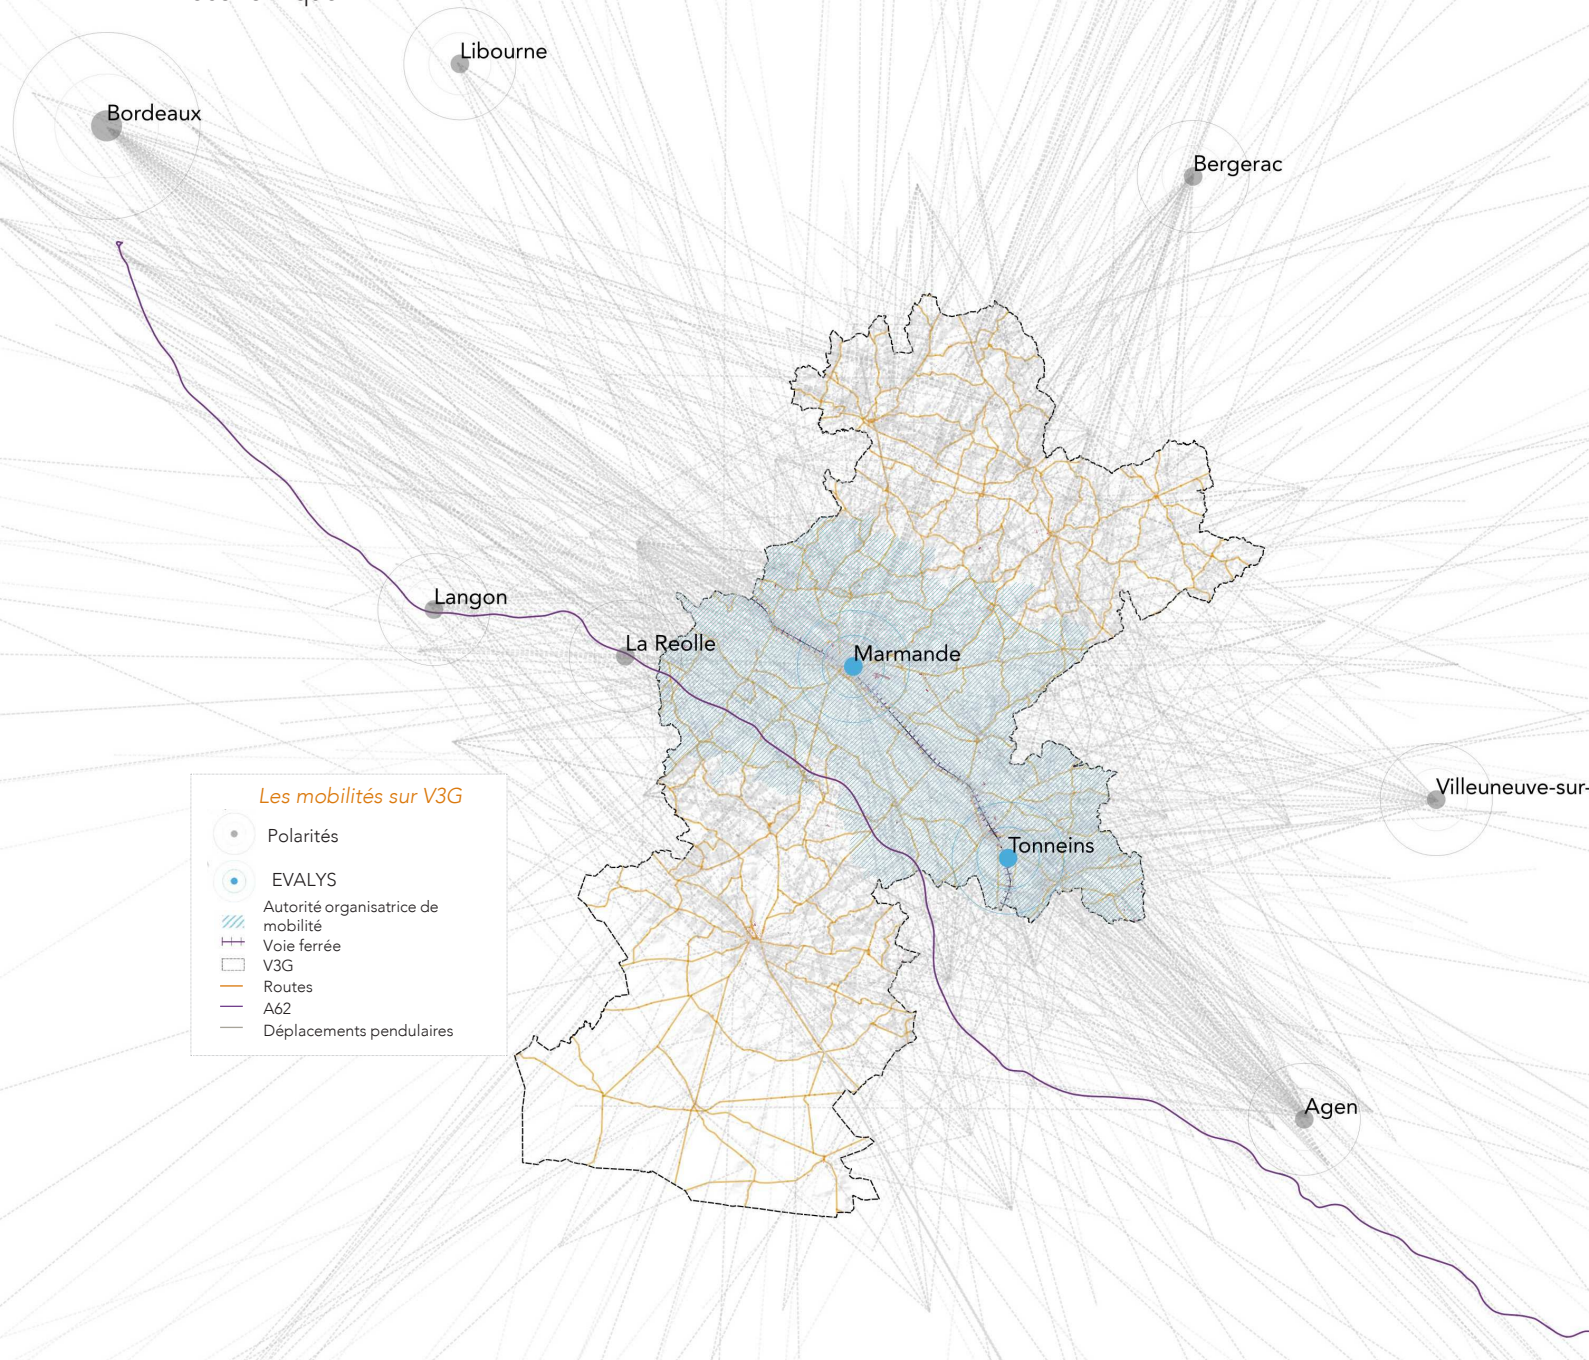 Libourne
Bordeaux
Bergerac
Langon
La Reolle
Marmande
Villeuneuve-sur-
Tonneins
Agen
Les mobilités sur V3G
Polarités
EVALYS
Autorité organisatrice de
mobilité
Voie ferrée
V3G
Routes
A62
Déplacements pendulaires